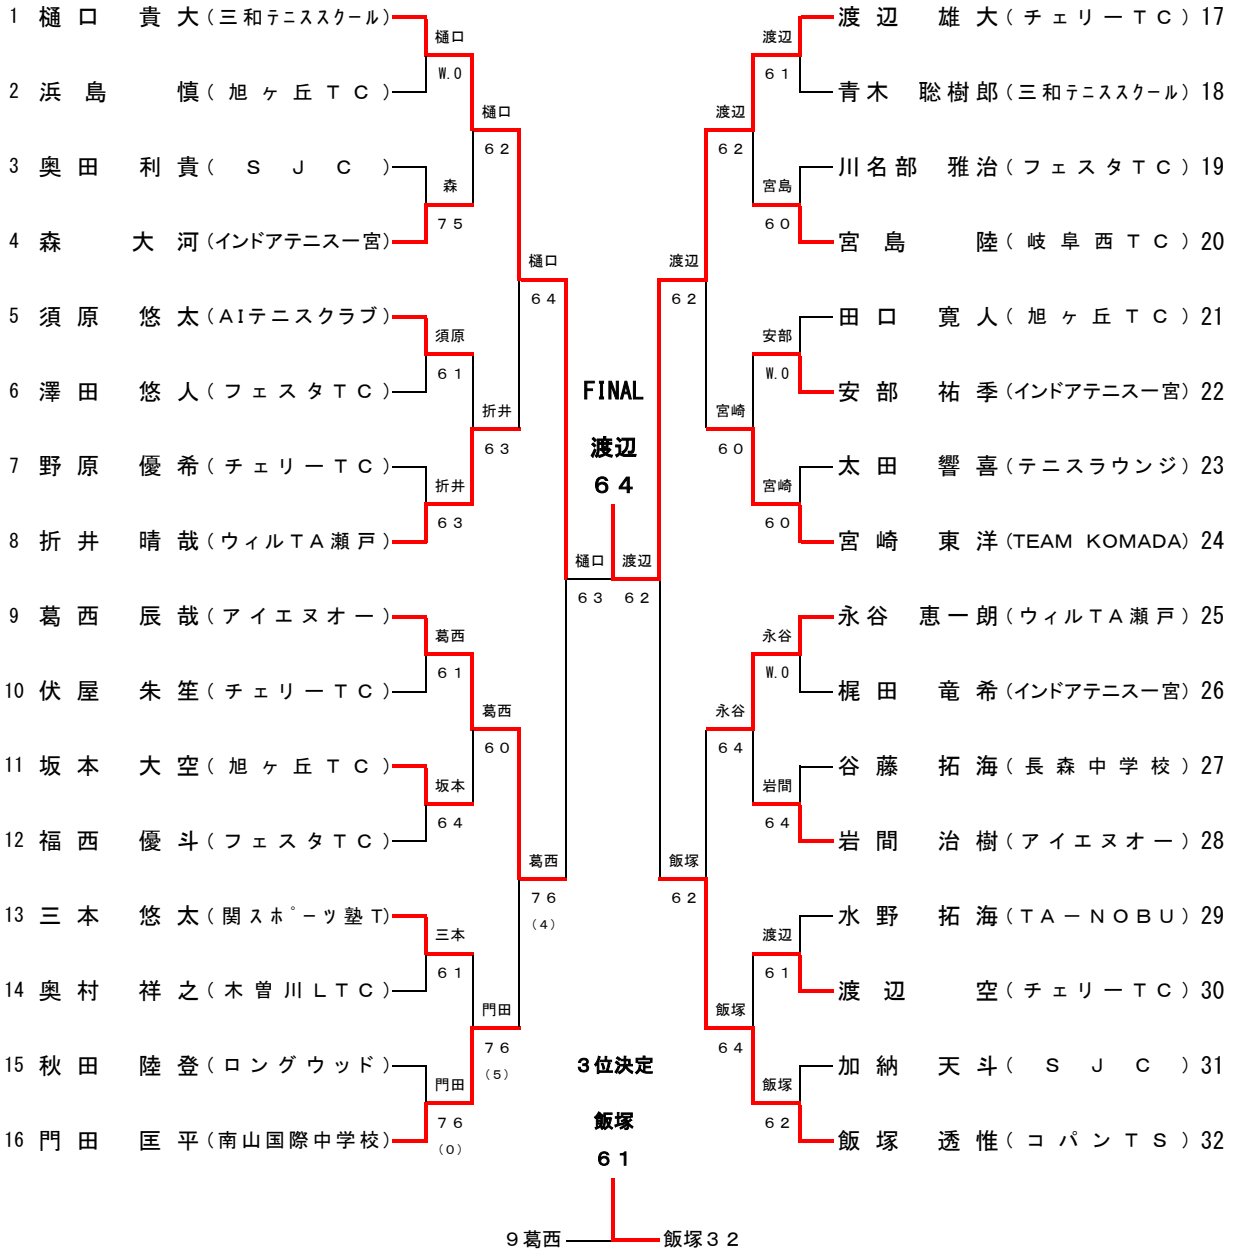 1 樋口 貴大(三和テニススクール)
樋口
W.0
2 浜島 慎(旭ヶ丘TC)
樋口
62
3 奥田 利貴(SJC)
森
75
4 森 大河(インドアテニス一宮)
樋口
64
5 須原 悠太(AIテニスクラブ)
須原
61
6 澤田 悠人(フェスタTC)
折井
63
7 野原 優希(チェリーTC)
折井
63
8 折井 晴哉(ウィルTA瀬戸)
樋口
63
9 葛西 辰哉(アイエヌオー)
葛西
61
10 伏屋 朱笙(チェリーTC)
葛西
60
11 坂本 大空(旭ヶ丘TC)
坂本
64
12 福西 優斗(フェスタTC)
葛西
76
(4)
13 三本 悠太(関スポーツ塾T)
三本
61
14 奥村 祥之(木曽川LTC)
門田
76
(5)
15 秋田 陸登(ロングウッド)
門田
76
(0)
16 門田 匡平(南山国際中学校)
FINAL
渡辺
64
渡辺
62
渡辺 雄大(チェリーTC) 17
渡辺
61
青木 聡樹郎(三和テニススクール) 18
渡辺
62
川名部 雅治(フェスタTC) 19
宮島
60
宮島 陸(岐阜西TC) 20
渡辺
62
田口 寛人(旭ヶ丘TC) 21
安部
W.0
安部 祐季(インドアテニス一宮) 22
宮崎
60
太田 響喜(テニスラウンジ) 23
宮崎
60
宮崎 東洋(TEAM KOMADA) 24
永谷 恵一朗(ウィルTA瀬戸) 25
永谷
W.0
梶田 竜希(インドアテニス一宮) 26
永谷
64
谷藤 拓海(長森中学校) 27
岩間
64
岩間 治樹(アイエヌオー) 28
飯塚
62
水野 拓海(TA-NOBU) 29
渡辺
61
渡辺 空(チェリーTC) 30
飯塚
64
加納 天斗(SJC) 31
飯塚
62
飯塚 透惟(コパンTS) 32
3位決定
飯塚
61
9葛西 飯塚32